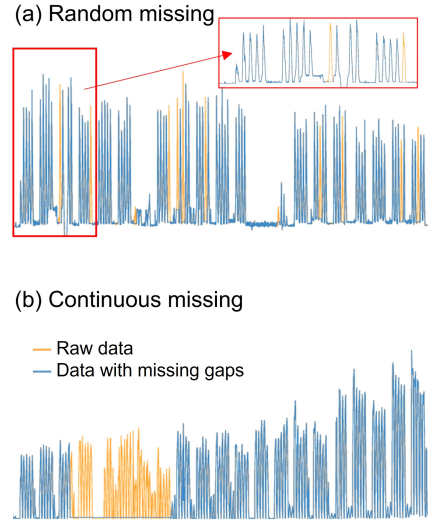 (a) Random missing
(b) Continuous missing
Raw data
Data with missing gaps